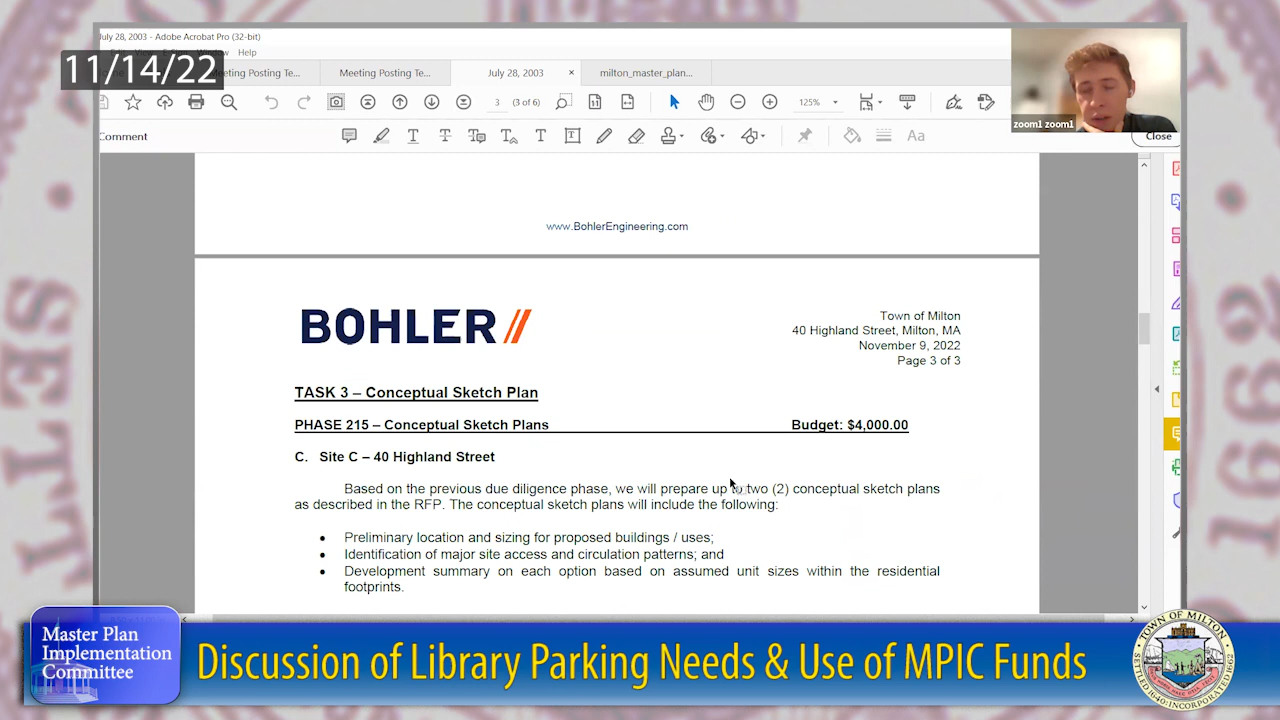 July 28, 2003 - Adobe Acrobat Pro (32-bit)
Window Help
11/14/22
Meeting Posting Te...
Meeting Posting Te...
July 28, 2003 ×
milton_master_plan...
3 (3 of 6)
125%
Comment
Close
zoom1 zoom1
www.BohlerEngineering.com
BOHLER//
Town of Milton
40 Highland Street, Milton, MA
November 9, 2022
Page 3 of 3
TASK 3 – Conceptual Sketch Plan
PHASE 215 – Conceptual Sketch Plans Budget: $4,000.00
C. Site C – 40 Highland Street
Based on the previous due diligence phase, we will prepare up to two (2) conceptual sketch plans
as described in the RFP. The conceptual sketch plans will include the following:
• Preliminary location and sizing for proposed buildings / uses;
• Identification of major site access and circulation patterns; and
• Development summary on each option based on assumed unit sizes within the residential
footprints.
Master Plan
Implementation
Committee
Discussion of Library Parking Needs & Use of MPIC Funds
TOWN OF MILTON
SETTLED 1640 · INCORPORATED 1662